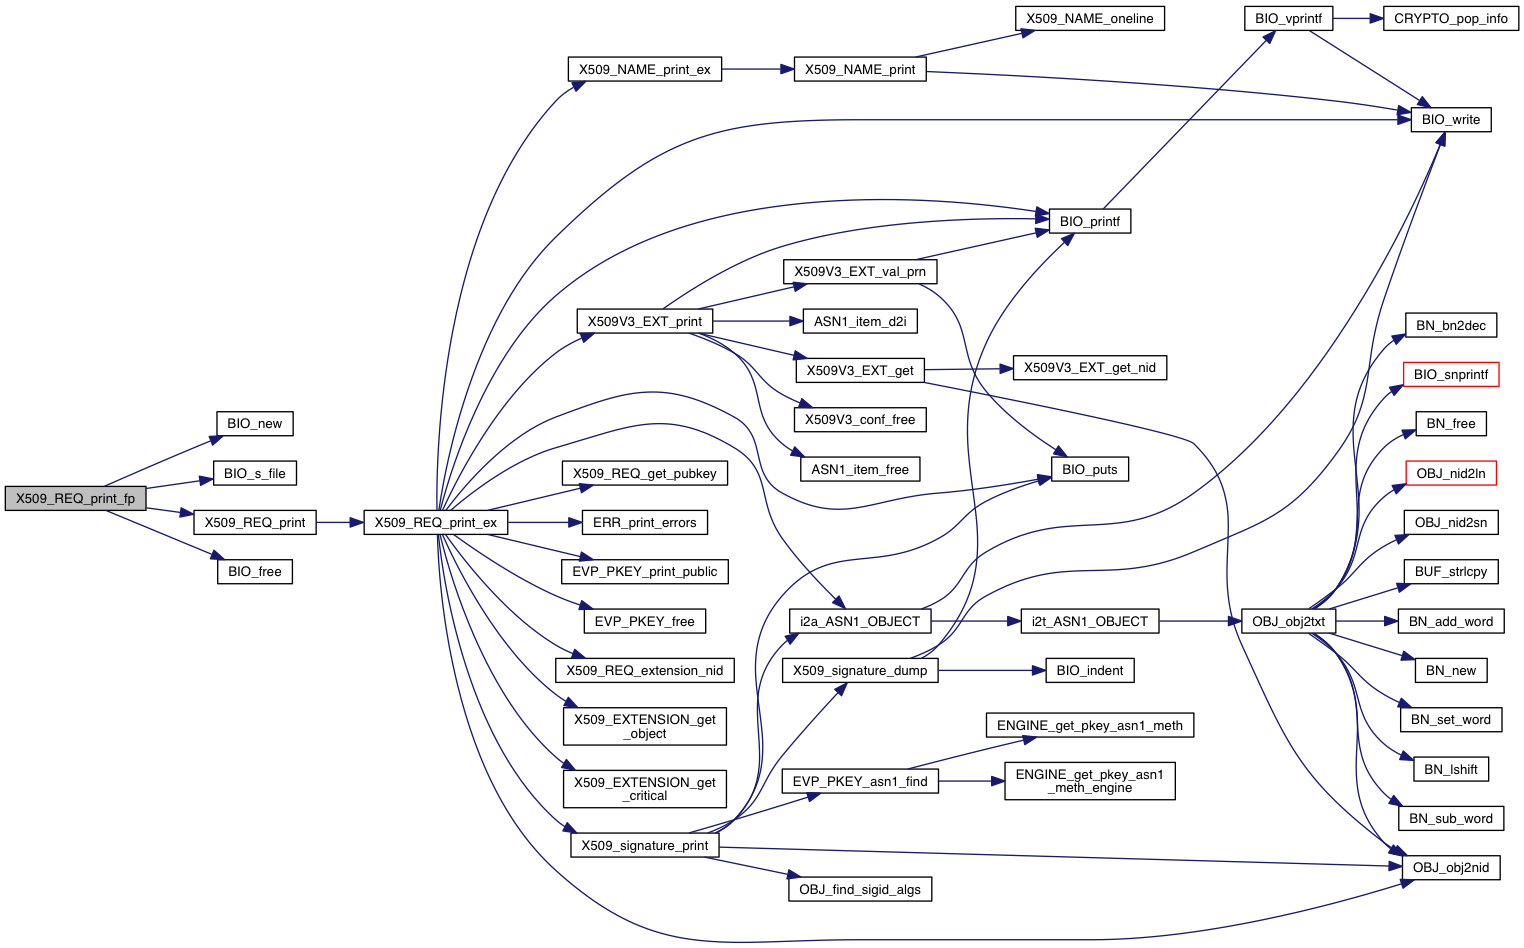 X509_NAME_oneline
BIO_vprintf
CRYPTO_pop_info
X509_NAME_print_ex
X509_NAME_print
BIO_write
BIO_printf
X509V3_EXT_val_prn
X509V3_EXT_print
ASN1_item_d2i
BN_bn2dec
X509V3_EXT_get
X509V3_EXT_get_nid
BIO_snprintf
BIO_new
X509V3_conf_free
BN_free
BIO_s_file
X509_REQ_get_pubkey
ASN1_item_free
BIO_puts
OBJ_nid2ln
X509_REQ_print_fp
X509_REQ_print
X509_REQ_print_ex
ERR_print_errors
OBJ_nid2sn
BIO_free
EVP_PKEY_print_public
BUF_strlcpy
EVP_PKEY_free
i2a_ASN1_OBJECT
i2t_ASN1_OBJECT
OBJ_obj2txt
BN_add_word
X509_REQ_extension_nid
X509_signature_dump
BIO_indent
BN_new
X509_EXTENSION_get
_object
ENGINE_get_pkey_asn1_meth
BN_set_word
X509_EXTENSION_get
_critical
EVP_PKEY_asn1_find
ENGINE_get_pkey_asn1
_meth_engine
BN_lshift
BN_sub_word
X509_signature_print
OBJ_obj2nid
OBJ_find_sigid_algs